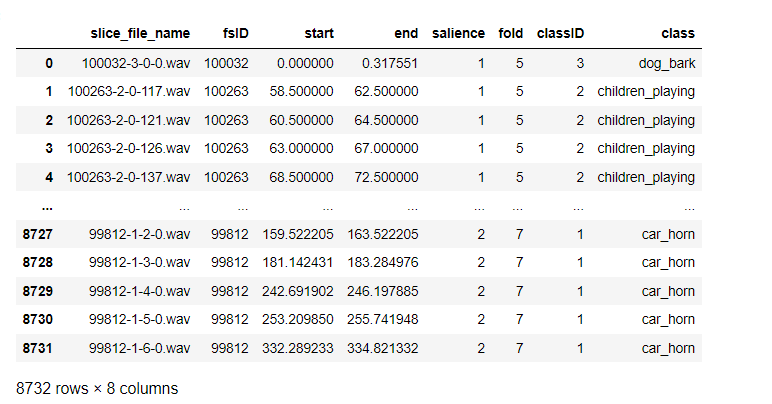 slice_file_name fsID start end salience fold classID class
0 100032-3-0-0.wav 100032 0.000000 0.317551 1 5 3 dog_bark
1 100263-2-0-117.wav 100263 58.500000 62.500000 1 5 2 children_playing
2 100263-2-0-121.wav 100263 60.500000 64.500000 1 5 2 children_playing
3 100263-2-0-126.wav 100263 63.000000 67.000000 1 5 2 children_playing
4 100263-2-0-137.wav 100263 68.500000 72.500000 1 5 2 children_playing
... ... ... ... ... ... ... ... ...
8727 99812-1-2-0.wav 99812 159.522205 163.522205 2 7 1 car_horn
8728 99812-1-3-0.wav 99812 181.142431 183.284976 2 7 1 car_horn
8729 99812-1-4-0.wav 99812 242.691902 246.197885 2 7 1 car_horn
8730 99812-1-5-0.wav 99812 253.209850 255.741948 2 7 1 car_horn
8731 99812-1-6-0.wav 99812 332.289233 334.821332 2 7 1 car_horn
8732 rows × 8 columns